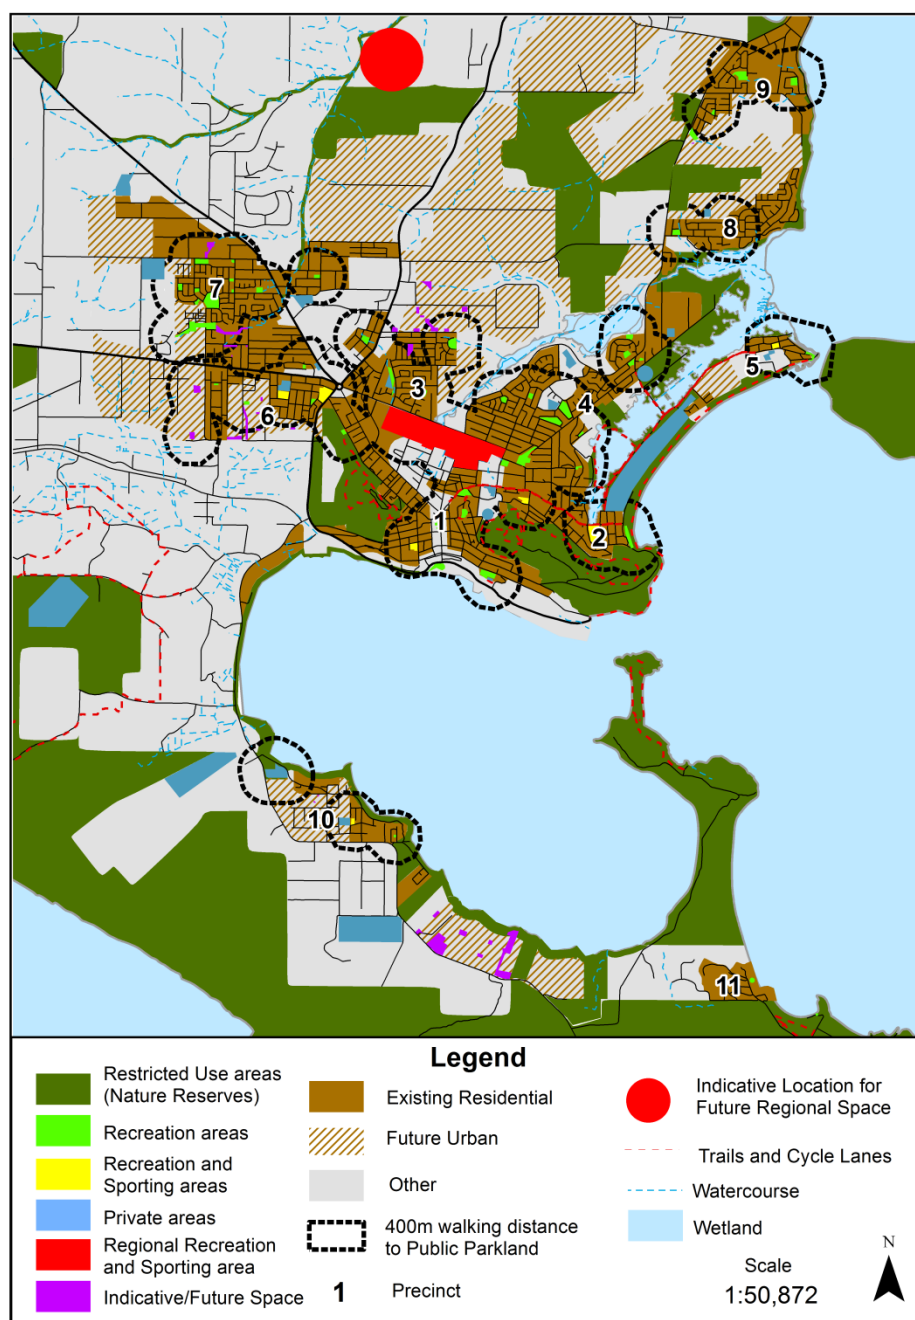 9
8
7
5
3
4
6
1
2
10
11
Legend
Restricted Use areas
(Nature Reserves)
Recreation areas
Recreation and
Sporting areas
Private areas
Regional Recreation
and Sporting area
Indicative/Future Space
Existing Residential
Future Urban
Other
400m walking distance
to Public Parkland
1 Precinct
Indicative Location for
Future Regional Space
Trails and Cycle Lanes
Watercourse
Wetland
N
Scale
1:50,872